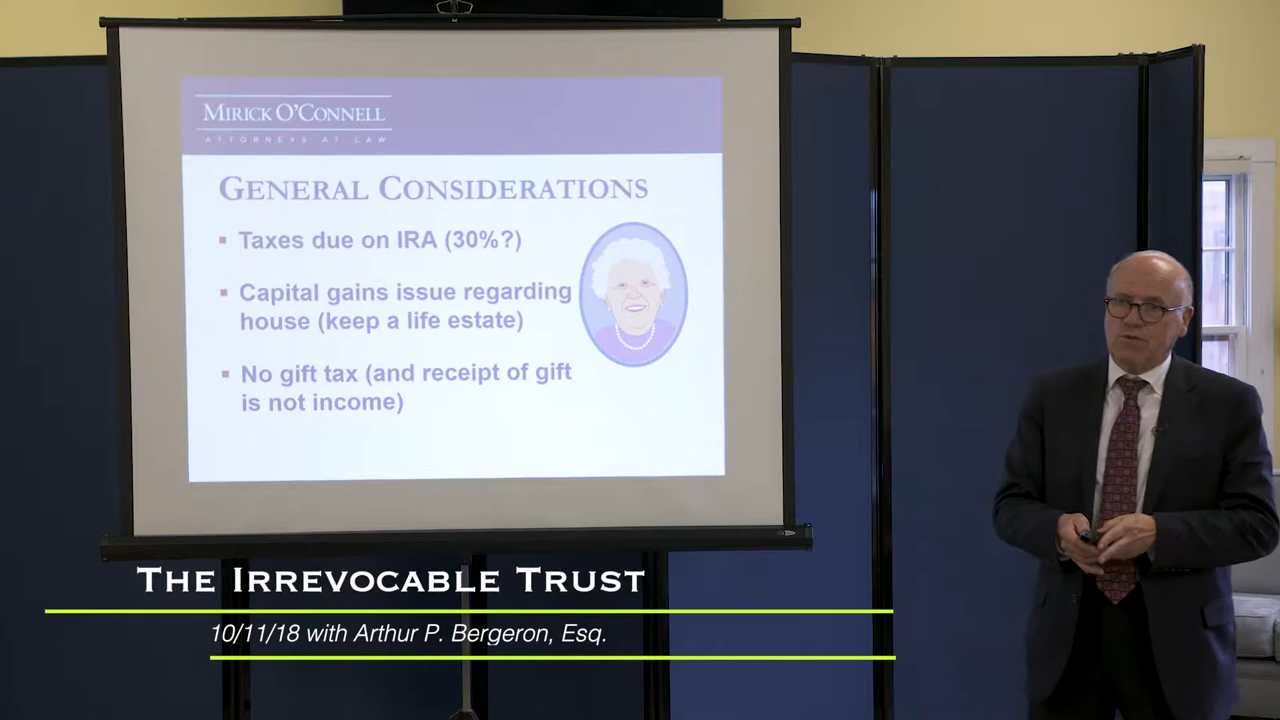 MIRICK O'CONNELL
ATTORNEYS AT LAW
GENERAL CONSIDERATIONS
▪ Taxes due on IRA (30%?)
▪ Capital gains issue regarding
house (keep a life estate)
▪ No gift tax (and receipt of gift
is not income)
THE IRREVOCABLE TRUST
10/11/18 with Arthur P. Bergeron, Esq.